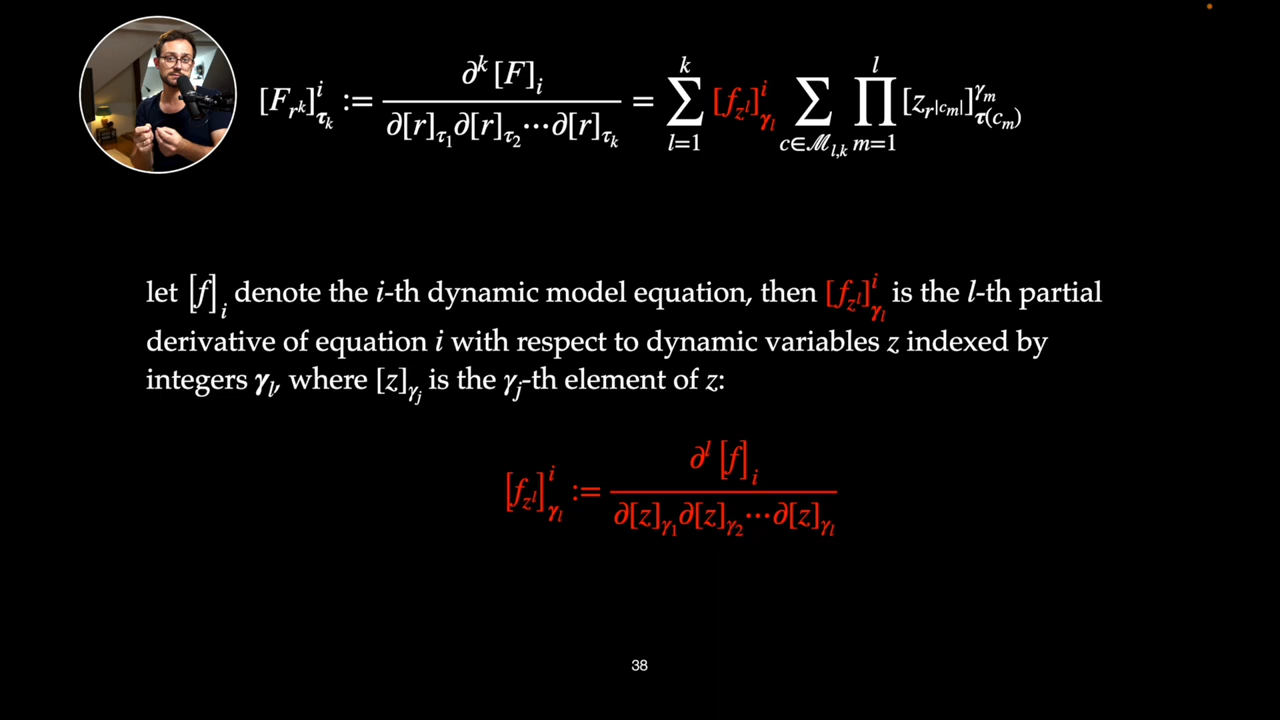 [F_{r^k}]^i_{τ_k} := ∂^k [F]_i / ∂[r]_{τ_1} ∂[r]_{τ_2} ⋯ ∂[r]_{τ_k} = ∑_{l=1}^{k} [f_{z^l}]^i_{γ_l} ∑_{c∈ℳ_{l,k}} ∏_{m=1}^{l} [z_{r^{|c_m|}}]^{γ_m}_{τ(c_m)}
let [f]_i denote the i-th dynamic model equation, then [f_{z^l}]^i_{γ_l} is the l-th partial
derivative of equation i with respect to dynamic variables z indexed by
integers γ_l, where [z]_{γ_j} is the γ_j-th element of z:
[f_{z^l}]^i_{γ_l} := ∂^l [f]_i / ∂[z]_{γ_1} ∂[z]_{γ_2} ⋯ ∂[z]_{γ_l}
38